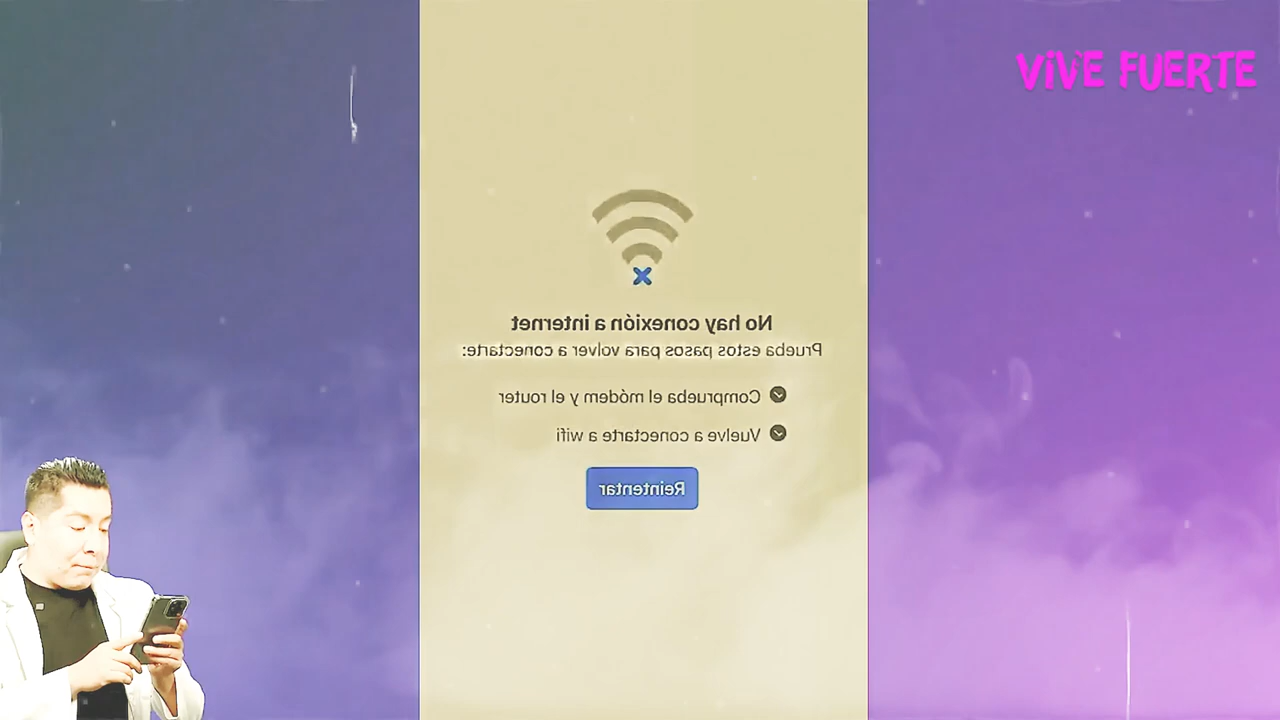 ViVE FUERTE
No hay conexión a internet
Prueba estos pasos para volver a conectarte:
Comprueba el módem y el router
Vuelve a conectarte a wifi
Reintentar